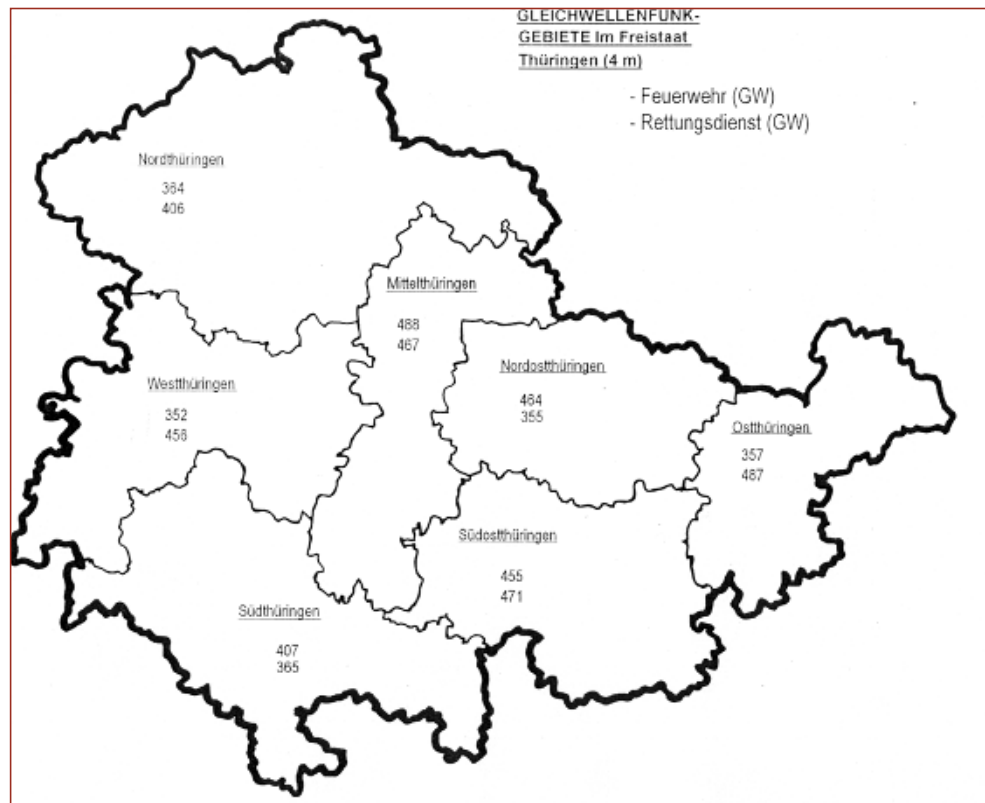 GLEICHWELLENFUNK-
GEBIETE Im Freistaat
Thüringen (4 m)
- Feuerwehr (GW)
- Rettungsdienst (GW)
Nordthüringen
364
406
Mittelthüringen
488
467
Nordostthüringen
464
355
Westthüringen
352
458
Ostthüringen
357
487
Südostthüringen
455
471
Südthüringen
407
365